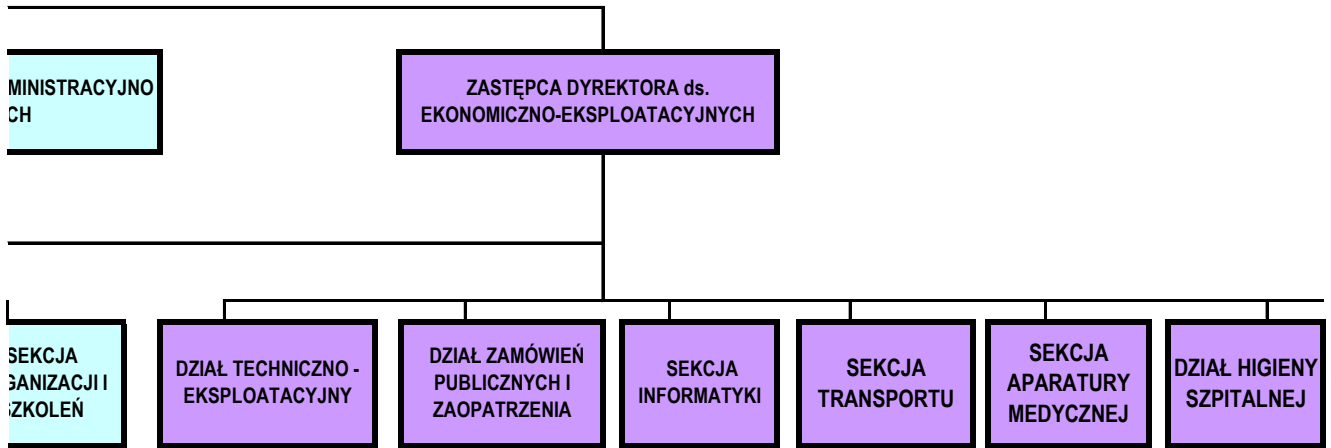 MINISTRACYJNO
CH
ZASTĘPCA DYREKTORA ds.
EKONOMICZNO-EKSPLOATACYJNYCH
SEKCJA
GANIZACJI I
SZKOLEŃ
DZIAŁ TECHNICZNO -
EKSPLOATACYJNY
DZIAŁ ZAMÓWIEŃ
PUBLICZNYCH I
ZAOPATRZENIA
SEKCJA
INFORMATYKI
SEKCJA
TRANSPORTU
SEKCJA
APARATURY
MEDYCZNEJ
DZIAŁ HIGIENY
SZPITALNEJ